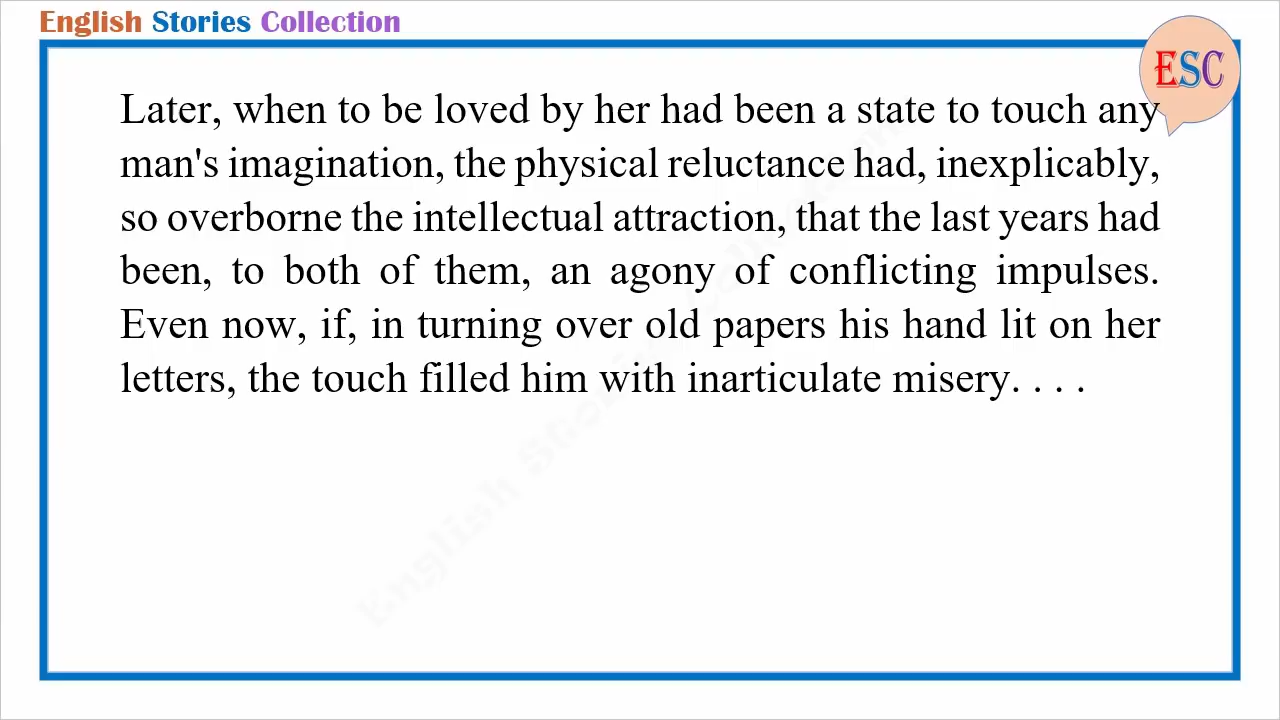 English Stories Collection
ESC
Later, when to be loved by her had been a state to touch any
man's imagination, the physical reluctance had, inexplicably,
so overborne the intellectual attraction, that the last years had
been, to both of them, an agony of conflicting impulses.
Even now, if, in turning over old papers his hand lit on her
letters, the touch filled him with inarticulate misery. . . .